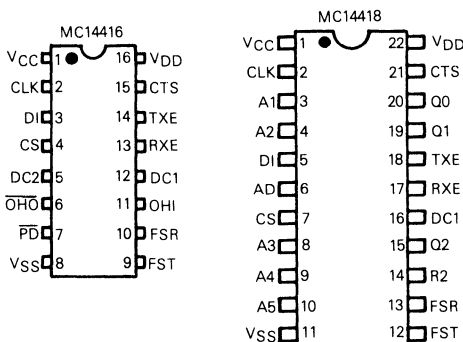 MC14416
VCC 1 16 VDD
CLK 2 15 CTS
DI 3 14 TXE
CS 4 13 RXE
DC2 5 12 DC1
OHO 6 11 OHI
PD 7 10 FSR
VSS 8 9 FST
MC14418
VCC 1 22 VDD
CLK 2 21 CTS
A1 3 20 Q0
A2 4 19 Q1
DI 5 18 TXE
AD 6 17 RXE
CS 7 16 DC1
A3 8 15 Q2
A4 9 14 R2
A5 10 13 FSR
VSS 11 12 FST